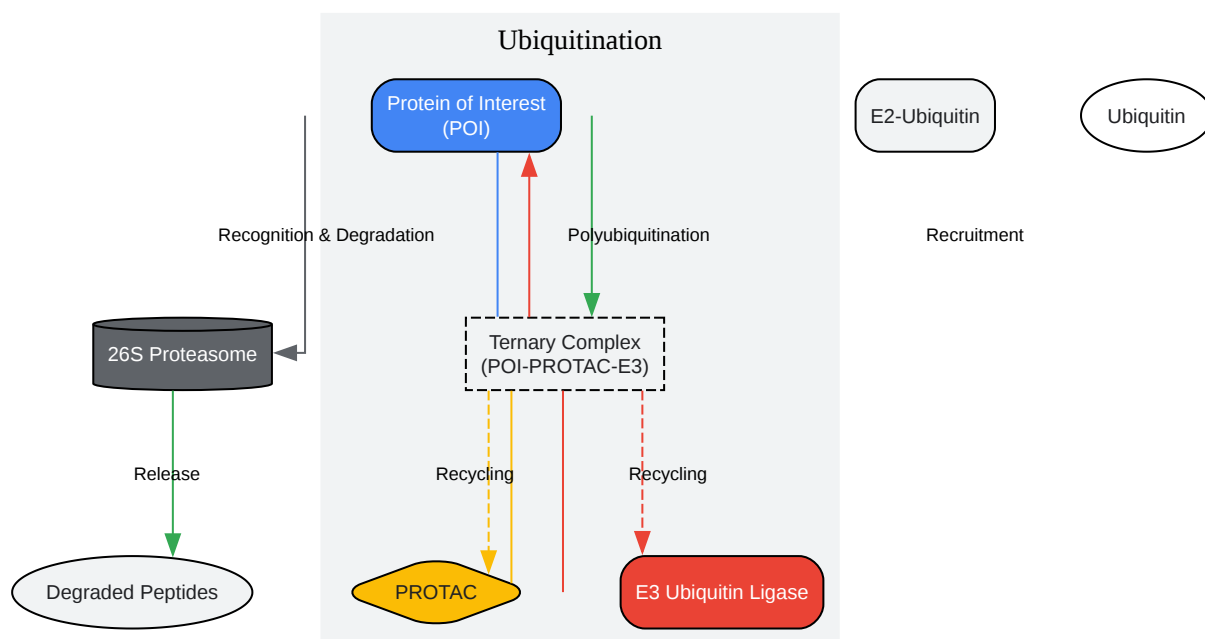 Ubiquitination
Protein of Interest
(POI)
E2-Ubiquitin
Ubiquitin
Recognition & Degradation
Polyubiquitination
Recruitment
26S Proteasome
Ternary Complex
(POI-PROTAC-E3)
Release
Recycling
Recycling
Degraded Peptides
PROTAC
E3 Ubiquitin Ligase